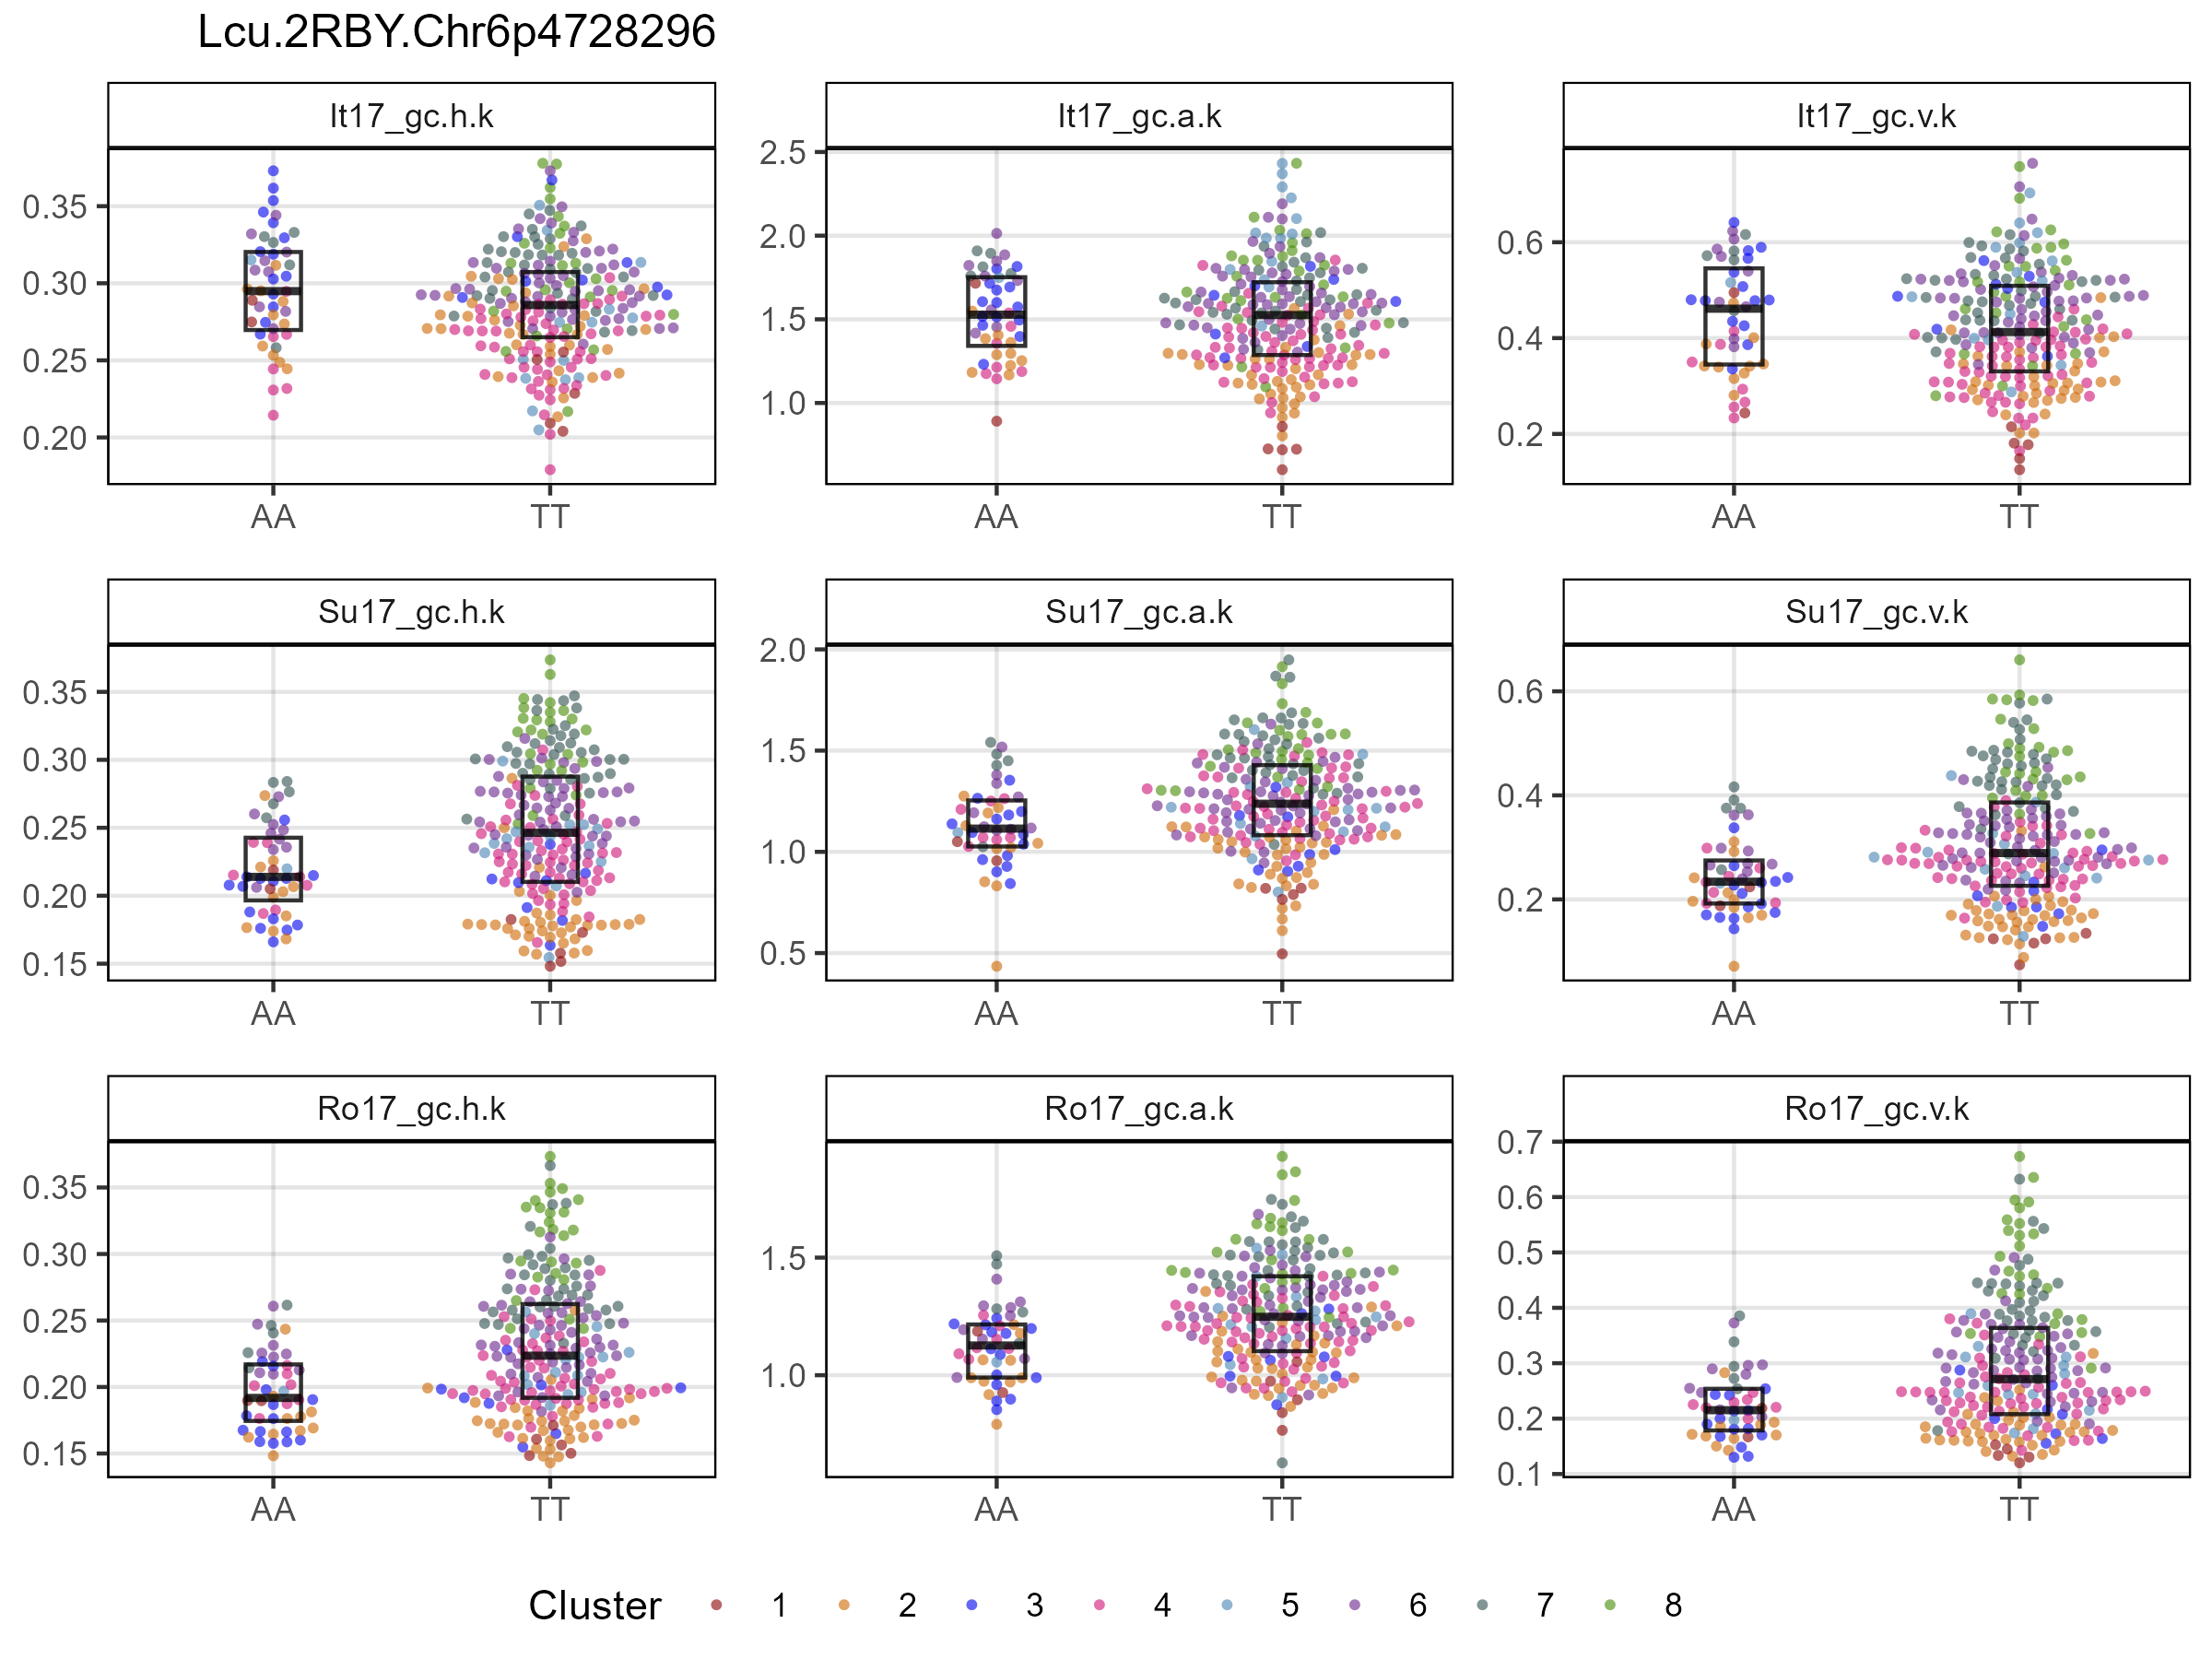 Lcu.2RBY.Chr6p4728296
It17_gc.h.k
It17_gc.a.k
It17_gc.v.k
0.35
0.30
0.25
0.20
AA
TT
2.5
2.0
1.5
1.0
AA
TT
0.6
0.4
0.2
AA
TT
Su17_gc.h.k
Su17_gc.a.k
Su17_gc.v.k
0.35
0.30
0.25
0.20
0.15
AA
TT
2.0
1.5
1.0
0.5
AA
TT
0.6
0.4
0.2
AA
TT
Ro17_gc.h.k
Ro17_gc.a.k
Ro17_gc.v.k
0.35
0.30
0.25
0.20
0.15
AA
TT
1.5
1.0
AA
TT
0.7
0.6
0.5
0.4
0.3
0.2
0.1
AA
TT
Cluster 1 2 3 4 5 6 7 8